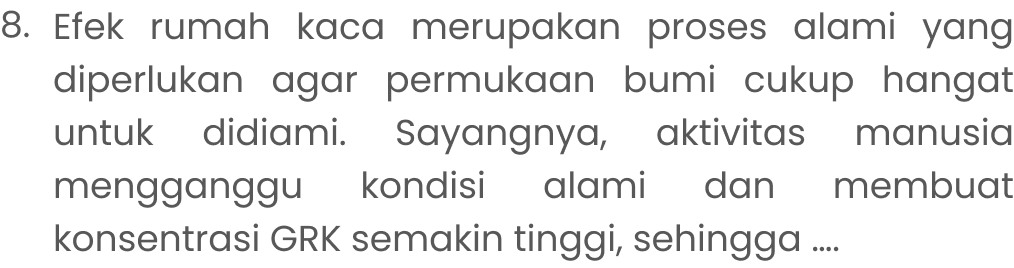 8. Efek rumah kaca merupakan proses alami yang
diperlukan agar permukaan bumi cukup hangat
untuk didiami. Sayangnya, aktivitas manusia
mengganggu kondisi alami dan membuat
konsentrasi GRK semakin tinggi, sehingga ....